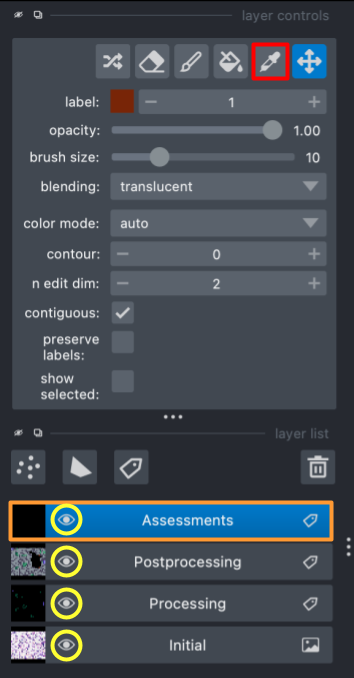 layer controls
label: 1
opacity: 1.00
brush size: 10
blending: translucent
color mode: auto
contour: 0
n edit dim: 2
contiguous:
preserve
labels:
show
selected:
layer list
Assessments
Postprocessing
Processing
Initial